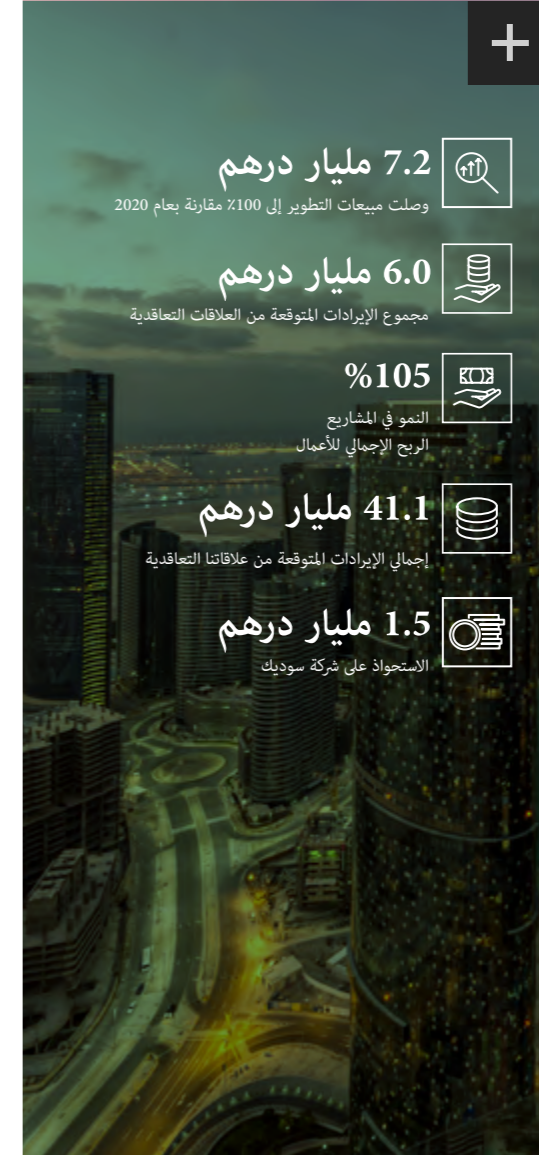 7.2 مليار درهم
وصلت مبيعات التطوير إلى 100٪ مقارنة بعام 2020
6.0 مليار درهم
مجموع الإيرادات المتوقعة من العلاقات التعاقدية
%105
النمو في المشاريع
الربح الإجمالي للأعمال
41.1 مليار درهم
إجمالي الإيرادات المتوقعة من علاقاتنا التعاقدية
1.5 مليار درهم
الاستحواذ على شركة سوديك